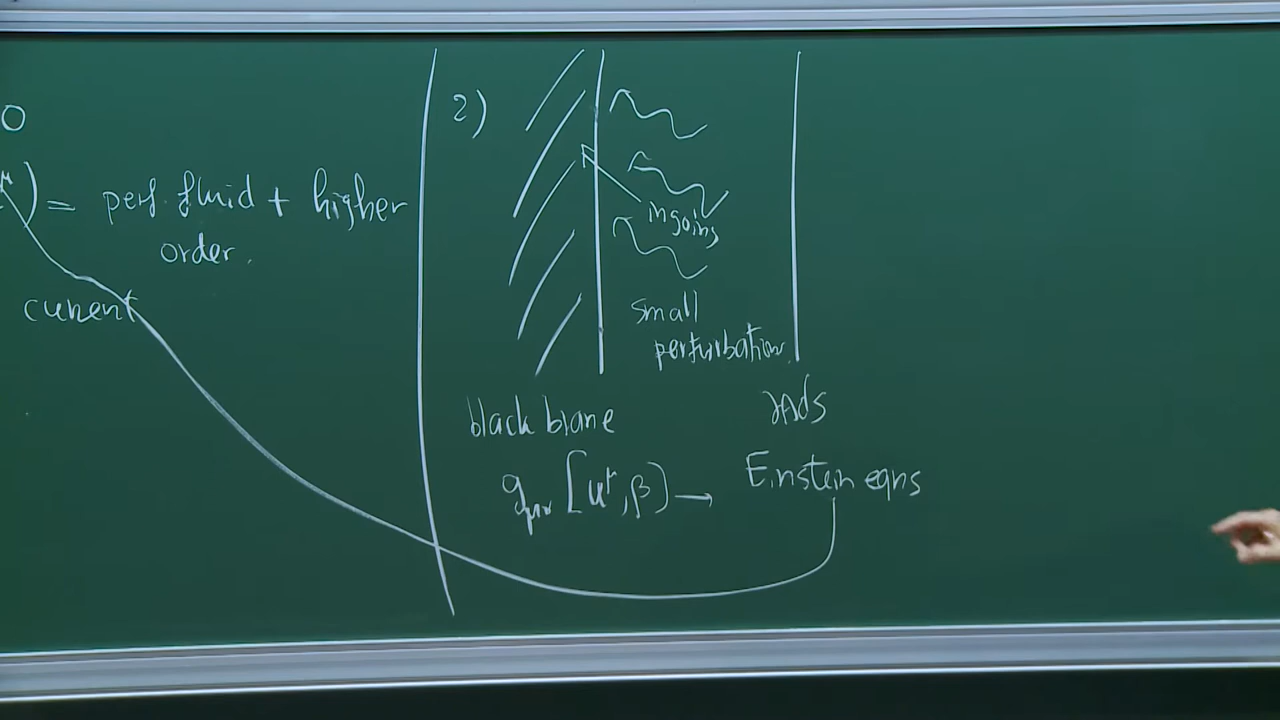 0
μ) = perf. fluid + higher
order.
current
2)
ingoing
small
perturbation.
black brane
∂AdS
g_μν [u^μ, β) → Einstein eqns